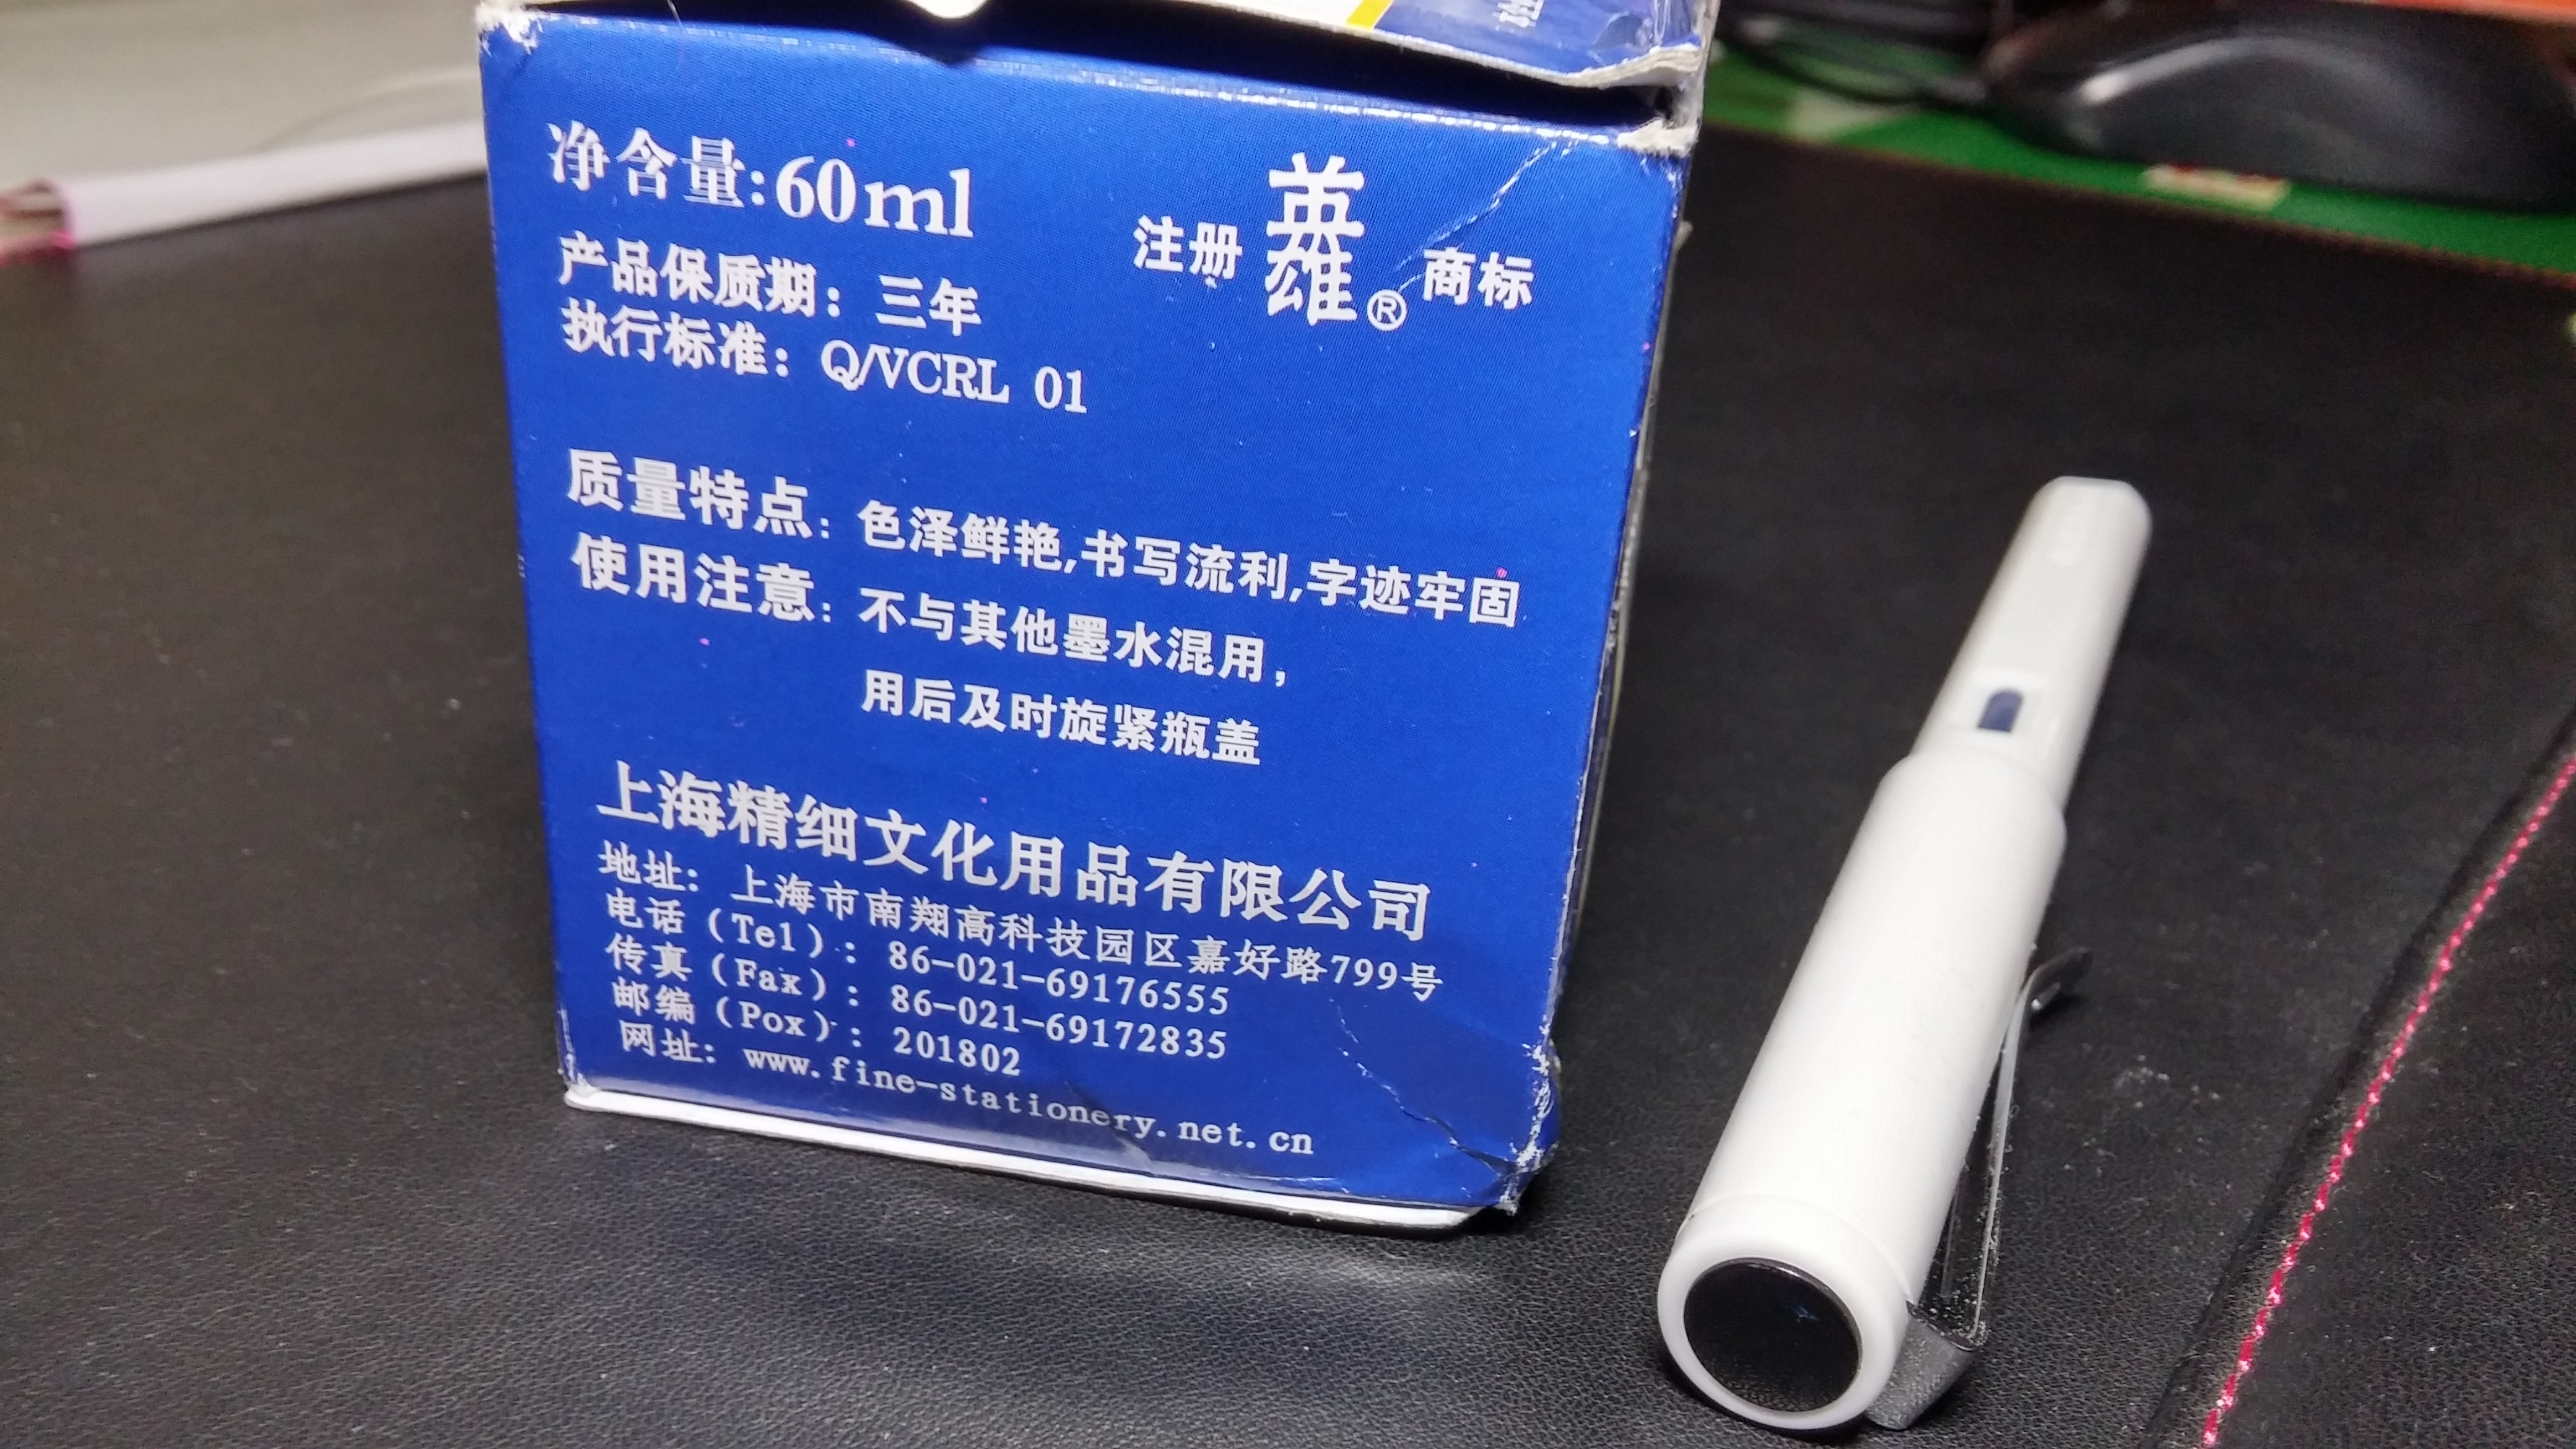 净含量:60ml
注册 英雄® 商标
产品保质期：三年
执行标准：Q/VCRL 01
质量特点：色泽鲜艳,书写流利,字迹牢固
使用注意：不与其他墨水混用，
用后及时旋紧瓶盖
上海精细文化用品有限公司
地址：上海市南翔高科技园区嘉好路799号
电话（Tel）：86-021-69176555
传真（Fax）：86-021-69172835
邮编（Pox）：201802
网址：www.fine-stationery.net.cn